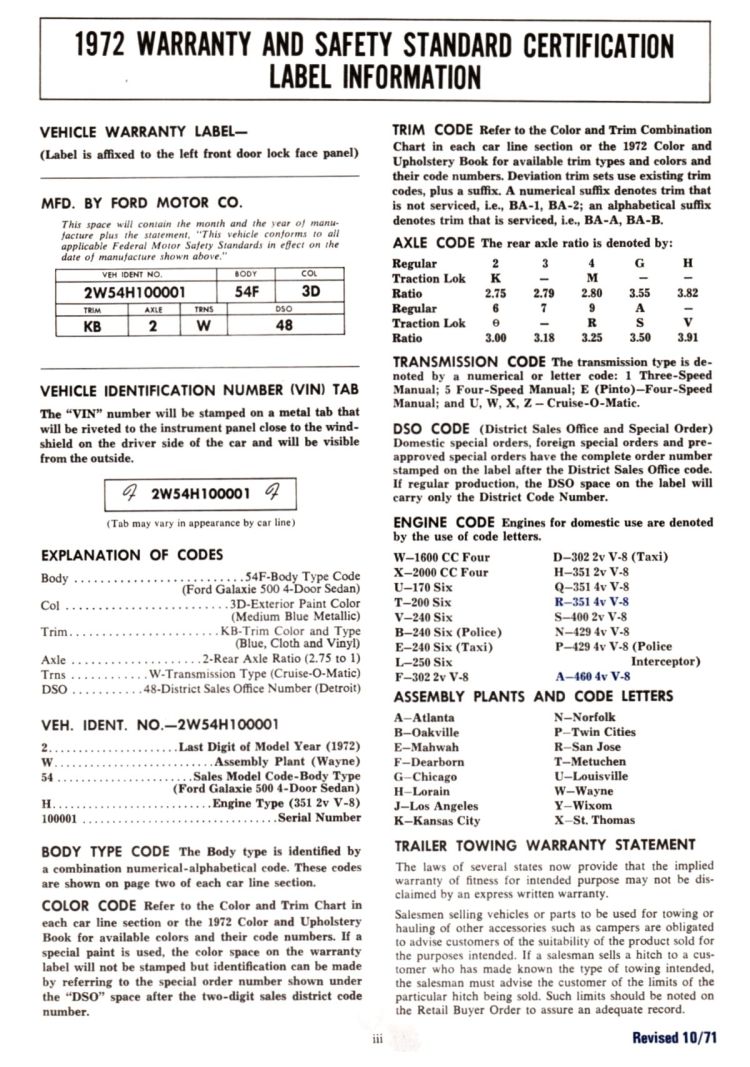 1972 WARRANTY AND SAFETY STANDARD CERTIFICATION
LABEL INFORMATION
VEHICLE WARRANTY LABEL—
(Label is affixed to the left front door lock face panel)
MFD. BY FORD MOTOR CO.
This space will contain the month and the year of manu-
facture plus the statement, "This vehicle conforms to all
applicable Federal Motor Safety Standards in effect on the
date of manufacture shown above."
VEH IDENT NO. BODY COL
2W54H100001 54F 3D
TRIM AXLE TRNS DSO
KB 2 W 48
VEHICLE IDENTIFICATION NUMBER (VIN) TAB
The "VIN" number will be stamped on a metal tab that
will be riveted to the instrument panel close to the wind-
shield on the driver side of the car and will be visible
from the outside.
2W54H100001
(Tab may vary in appearance by car line)
EXPLANATION OF CODES
Body . . . . . . . . . . . . . . . . . . . . . . . . . .54F-Body Type Code
(Ford Galaxie 500 4-Door Sedan)
Col . . . . . . . . . . . . . . . . . . . . . . . . .3D-Exterior Paint Color
(Medium Blue Metallic)
Trim. . . . . . . . . . . . . . . . . . . . . . .KB-Trim Color and Type
(Blue, Cloth and Vinyl)
Axle . . . . . . . . . . . . . . . . . . . .2-Rear Axle Ratio (2.75 to 1)
Trns . . . . . . . . . . . .W-Transmission Type (Cruise-O-Matic)
DSO . . . . . . . . . . .48-District Sales Office Number (Detroit)
VEH. IDENT. NO.—2W54H100001
2. . . . . . . . . . . . . . . . . . . .Last Digit of Model Year (1972)
W. . . . . . . . . . . . . . . . . . . . . . . . .Assembly Plant (Wayne)
54 . . . . . . . . . . . . . . . . . . . . .Sales Model Code-Body Type
(Ford Galaxie 500 4-Door Sedan)
H. . . . . . . . . . . . . . . . . . . . . . . .Engine Type (351 2v V-8)
100001 . . . . . . . . . . . . . . . . . . . . . . . . . . . . . .Serial Number
BODY TYPE CODE The Body type is identified by
a combination numerical-alphabetical code. These codes
are shown on page two of each car line section.
COLOR CODE Refer to the Color and Trim Chart in
each car line section or the 1972 Color and Upholstery
Book for available colors and their code numbers. If a
special paint is used, the color space on the warranty
label will not be stamped but identification can be made
by referring to the special order number shown under
the "DSO" space after the two-digit sales district code
number.
TRIM CODE Refer to the Color and Trim Combination
Chart in each car line section or the 1972 Color and
Upholstery Book for available trim types and colors and
their code numbers. Deviation trim sets use existing trim
codes, plus a suffix. A numerical suffix denotes trim that
is not serviced, i.e., BA-1, BA-2; an alphabetical suffix
denotes trim that is serviced, i.e., BA-A, BA-B.
AXLE CODE The rear axle ratio is denoted by:
Regular 2 3 4 G H
Traction Lok K — M — —
Ratio 2.75 2.79 2.80 3.55 3.82
Regular 6 7 9 A —
Traction Lok θ — R S V
Ratio 3.00 3.18 3.25 3.50 3.91
TRANSMISSION CODE The transmission type is de-
noted by a numerical or letter code: 1 Three-Speed
Manual; 5 Four-Speed Manual; E (Pinto)—Four-Speed
Manual; and U, W, X, Z — Cruise-O-Matic.
DSO CODE (District Sales Office and Special Order)
Domestic special orders, foreign special orders and pre-
approved special orders have the complete order number
stamped on the label after the District Sales Office code.
If regular production, the DSO space on the label will
carry only the District Code Number.
ENGINE CODE Engines for domestic use are denoted
by the use of code letters.
W—1600 CC Four D—302 2v V-8 (Taxi)
X—2000 CC Four H—351 2v V-8
U—170 Six Q—351 4v V-8
T—200 Six R—351 4v V-8
V—240 Six S—400 2v V-8
B—240 Six (Police) N—429 4v V-8
E—240 Six (Taxi) P—429 4v V-8 (Police
L—250 Six Interceptor)
F—302 2v V-8 A—460 4v V-8
ASSEMBLY PLANTS AND CODE LETTERS
A—Atlanta N—Norfolk
B—Oakville P—Twin Cities
E—Mahwah R—San Jose
F—Dearborn T—Metuchen
G—Chicago U—Louisville
H—Lorain W—Wayne
J—Los Angeles Y—Wixom
K—Kansas City X—St. Thomas
TRAILER TOWING WARRANTY STATEMENT
The laws of several states now provide that the implied
warranty of fitness for intended purpose may not be dis-
claimed by an express written warranty.
Salesmen selling vehicles or parts to be used for towing or
hauling of other accessories such as campers are obligated
to advise customers of the suitability of the product sold for
the purposes intended. If a salesman sells a hitch to a cus-
tomer who has made known the type of towing intended,
the salesman must advise the customer of the limits of the
particular hitch being sold. Such limits should be noted on
the Retail Buyer Order to assure an adequate record.
iii
Revised 10/71